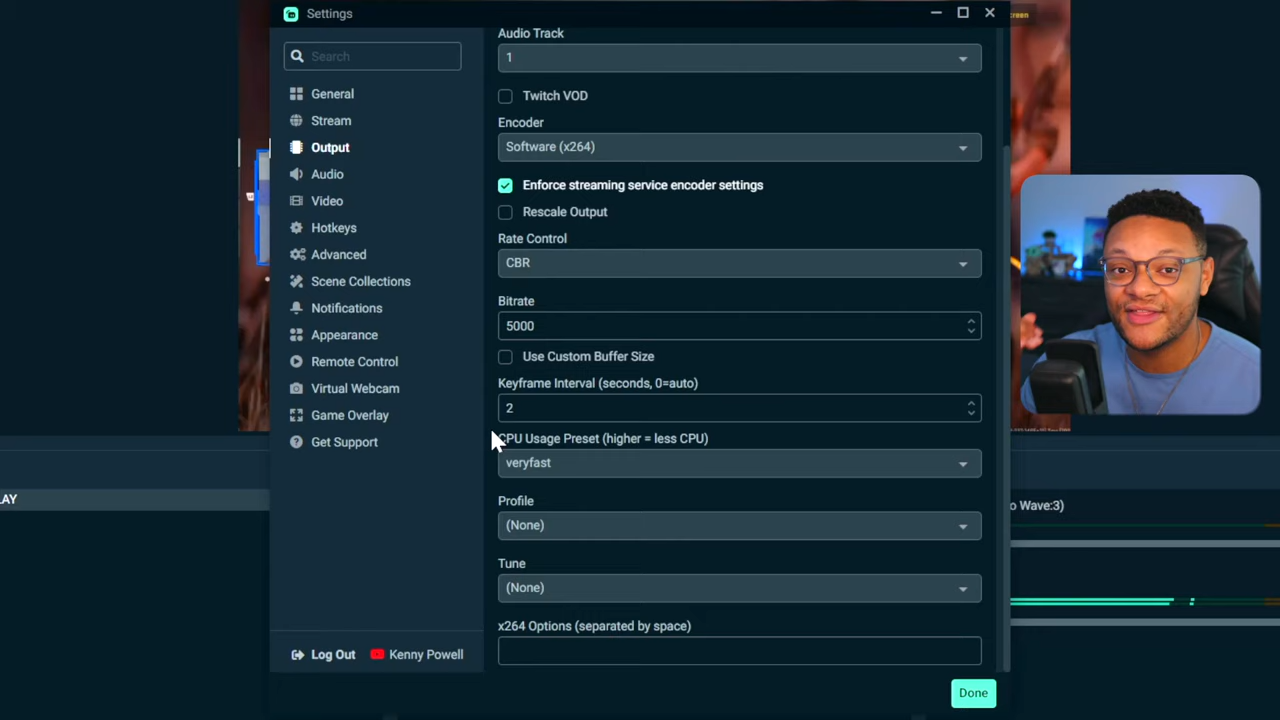 Settings
creen
Search
General
Stream
Output
Audio
Video
Hotkeys
Advanced
Scene Collections
Notifications
Appearance
Remote Control
Virtual Webcam
Game Overlay
Get Support
Log Out
Kenny Powell
Audio Track
1
Twitch VOD
Encoder
Software (x264)
Enforce streaming service encoder settings
Rescale Output
Rate Control
CBR
Bitrate
5000
Use Custom Buffer Size
Keyframe Interval (seconds, 0=auto)
2
CPU Usage Preset (higher = less CPU)
veryfast
Profile
(None)
Tune
(None)
x264 Options (separated by space)
Done
LAY
o Wave:3)